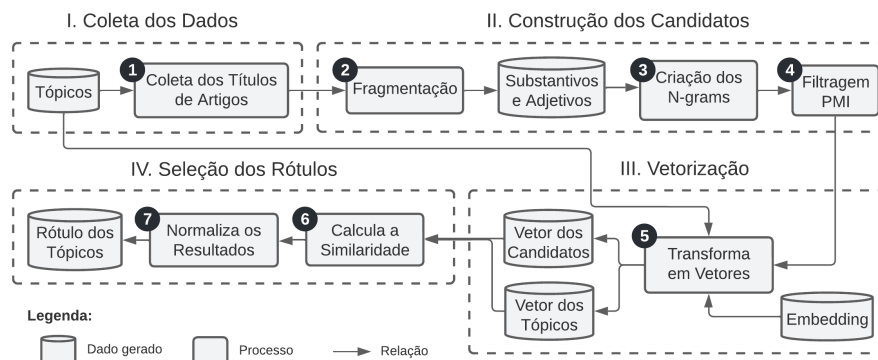 I. Coleta dos Dados
II. Construção dos Candidatos
Tópicos
1
Coleta dos Títulos
de Artigos
2
Fragmentação
Substantivos
e Adjetivos
3
Criação dos
N-grams
4
Filtragem
PMI
IV. Seleção dos Rótulos
III. Vetorização
Rótulo dos
Tópicos
7
Normaliza os
Resultados
6
Calcula a
Similaridade
Vetor dos
Candidatos
5
Transforma
em Vetores
Vetor dos
Tópicos
Embedding
Legenda:
Dado gerado
Processo
Relação